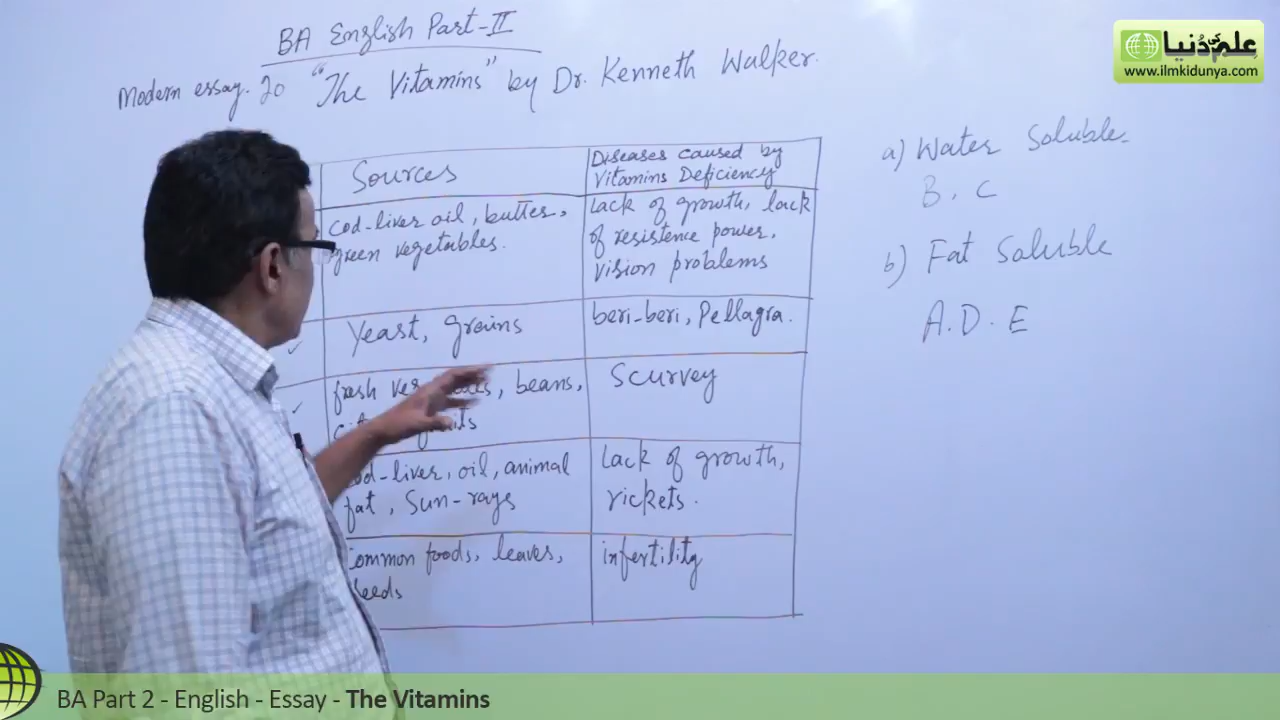 BA English Part-II
Modern essay. 20 "The Vitamins" by Dr. Kenneth Walker.
علم کی دنیا
www.ilmkidunya.com
Sources
Diseases caused by
Vitamins Deficiency
cod-liver oil, butter,
green vegetables.
Lack of growth, lack
of resistence power,
vision problems
Yeast, grains
beri-beri, Pellagra.
fresh , beans,
Scurvey
cod-liver, oil, animal
fat, Sun-rays
Lack of growth,
rickets.
Common foods, leaves,
seeds
infertility
a) Water Soluble
B, C
b) Fat Soluble
A. D. E
BA Part 2 - English - Essay - The Vitamins